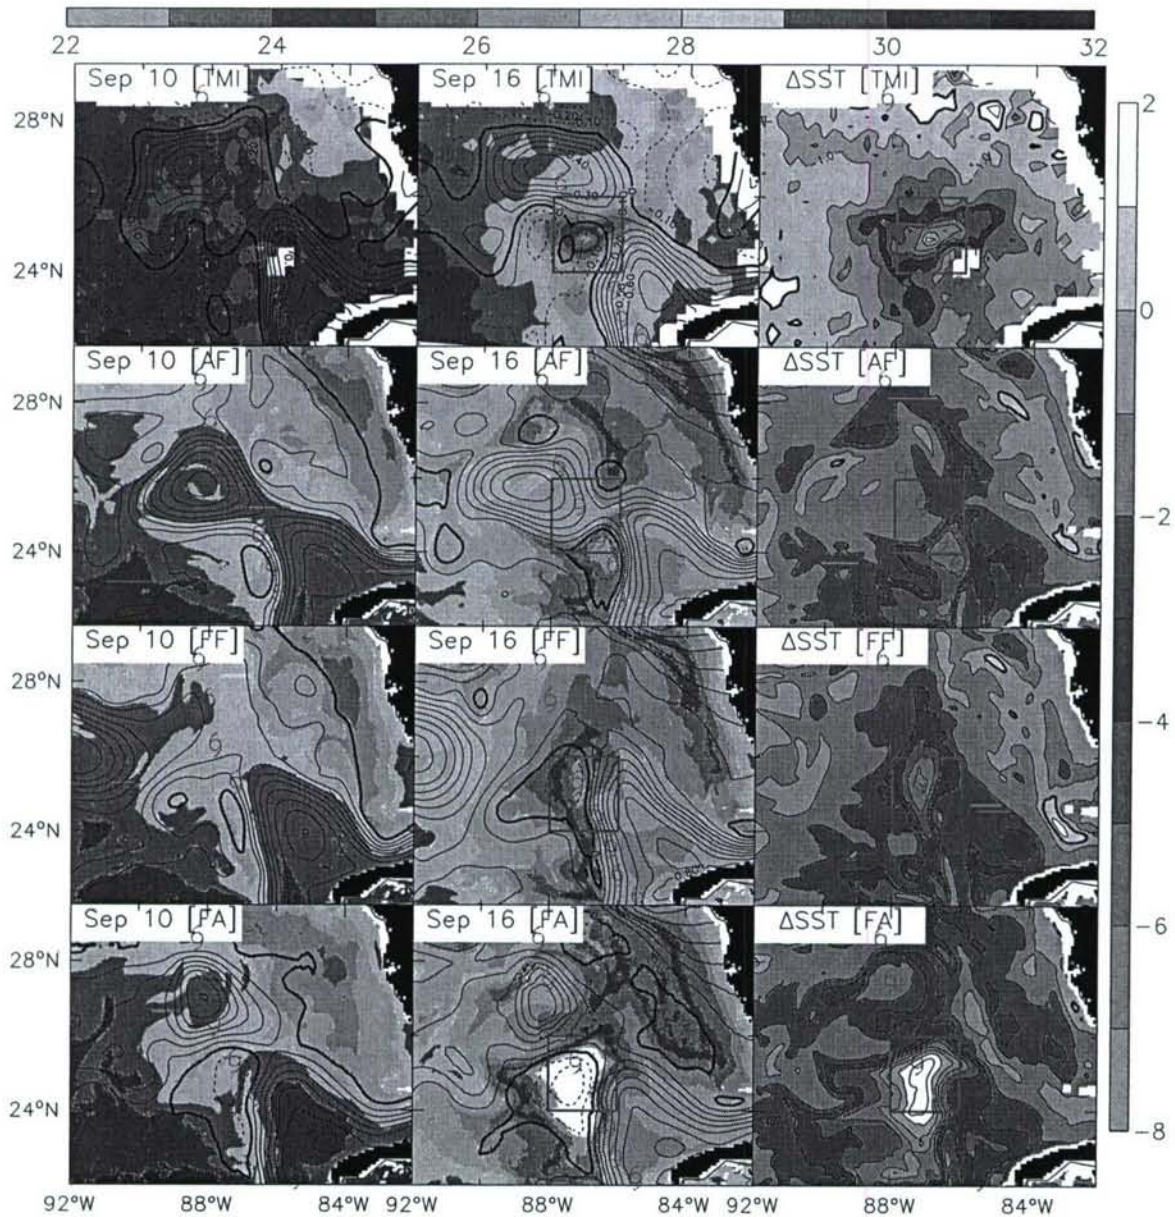 22 24 26 28 30 32
Sep 10 [TMI] Sep 16 [TMI] ΔSST [TMI]
2
28°N
0
24°N
Sep 10 [AF] Sep 16 [AF] ΔSST [AF]
28°N
-2
24°N
Sep 10 [FF] Sep 16 [FF] ΔSST [FF]
28°N
-4
24°N
Sep 10 [FA] Sep 16 [FA] ΔSST [FA]
-6
28°N
24°N
-8
92°W 88°W 84°W 88°W 84°W 92°W 88°W 84°W